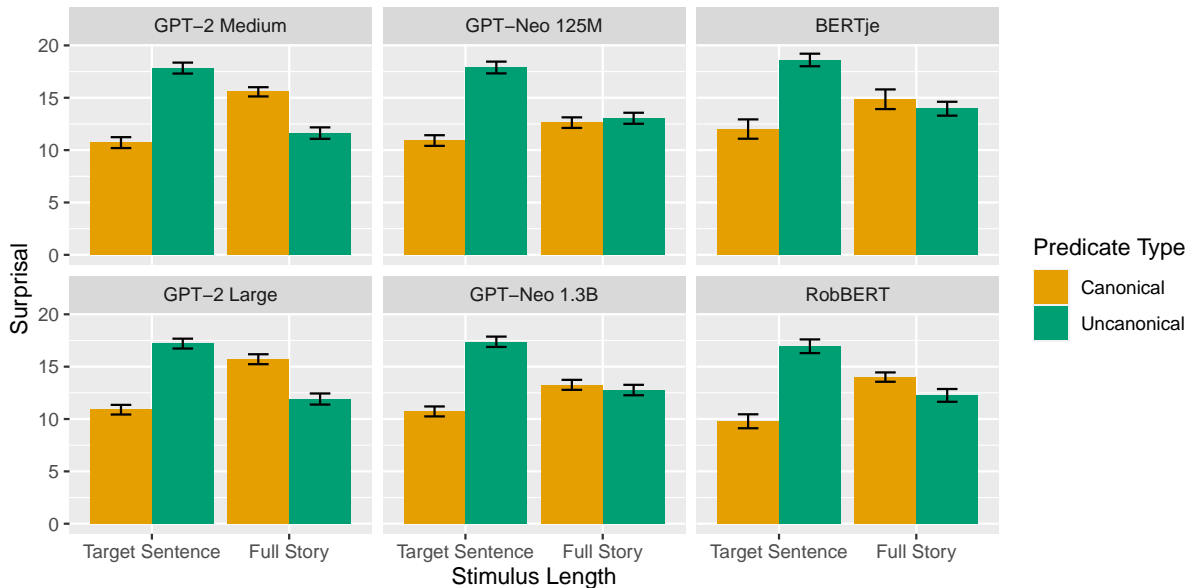 GPT−2 Medium
GPT−Neo 125M
BERTje
20
15
10
5
0
GPT−2 Large
GPT−Neo 1.3B
RobBERT
20
15
10
5
0
Surprisal
Target Sentence
Full Story
Target Sentence
Full Story
Target Sentence
Full Story
Stimulus Length
Predicate Type
Canonical
Uncanonical